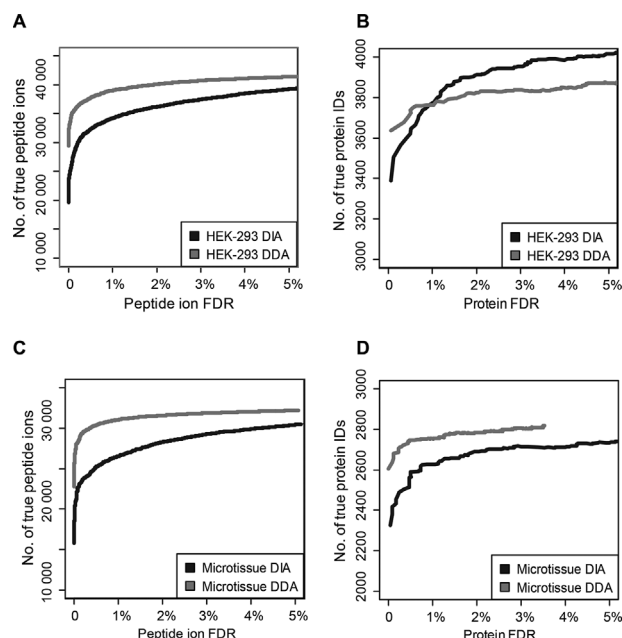 A
No. of true peptide ions
40 000
30 000
20 000
10 000
HEK-293 DIA
HEK-293 DDA
0 1% 2% 3% 4% 5%
Peptide ion FDR
B
No. of true protein IDs
4000
3800
3600
3400
3200
3000
HEK-293 DIA
HEK-293 DDA
0 1% 2% 3% 4% 5%
Protein FDR
C
No. of true peptide ions
30 000
20 000
10 000
Microtissue DIA
Microtissue DDA
0 1% 2% 3% 4% 5%
Peptide ion FDR
D
No. of true protein IDs
3000
2800
2600
2400
2200
2000
Microtissue DIA
Microtissue DDA
0 1% 2% 3% 4% 5%
Protein FDR